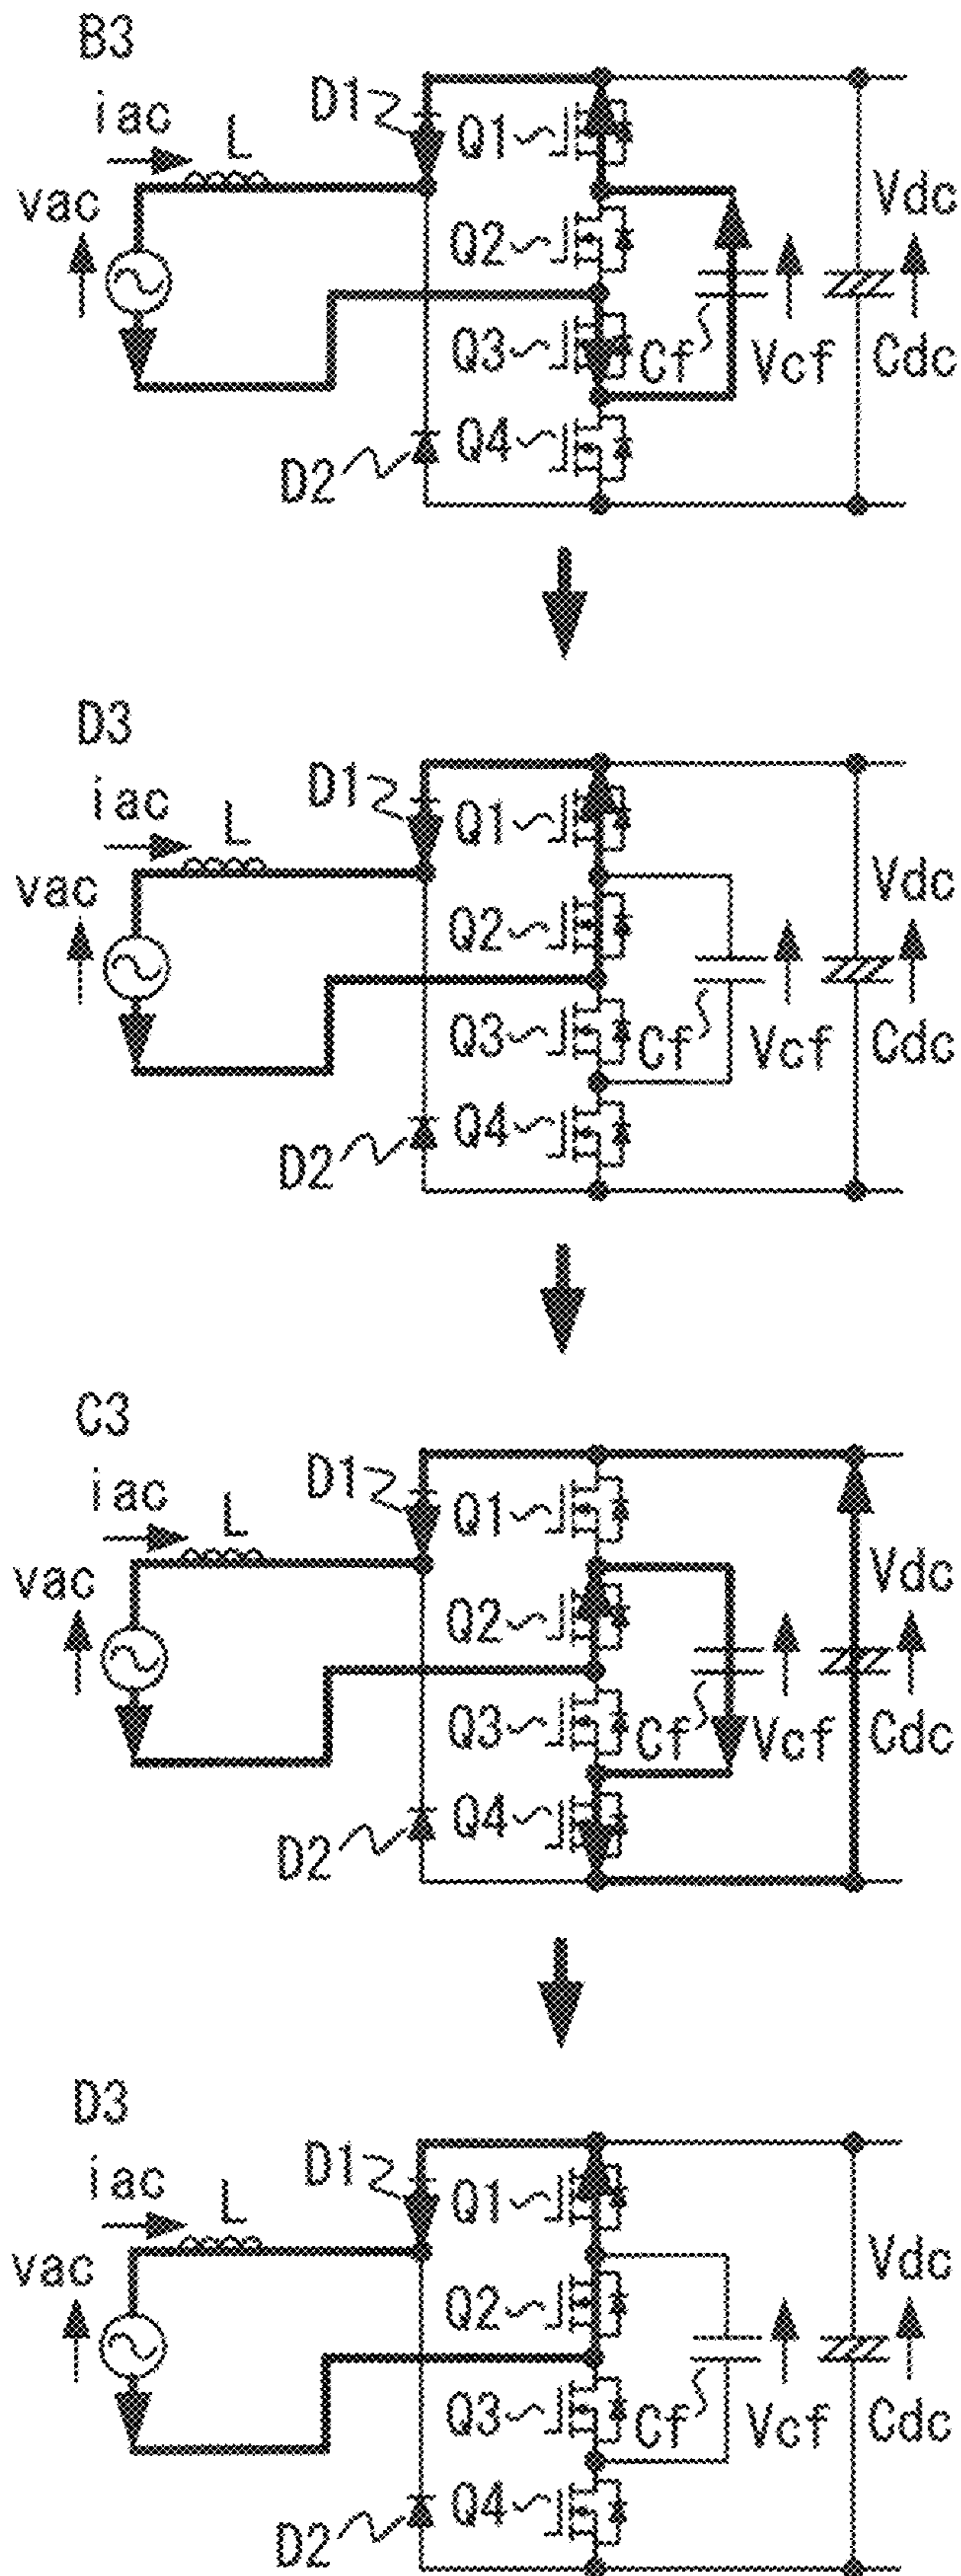 B3
iac
L
D1
Q1
vac
Vdc
Q2
Q3
Cf
Vcf
Cdc
Q4
D2
D3
iac
L
D1
Q1
vac
Vdc
Q2
Q3
Cf
Vcf
Cdc
Q4
D2
C3
iac
L
D1
Q1
vac
Vdc
Q2
Q3
Cf
Vcf
Cdc
Q4
D2
D3
iac
L
D1
Q1
vac
Vdc
Q2
Q3
Cf
Vcf
Cdc
Q4
D2